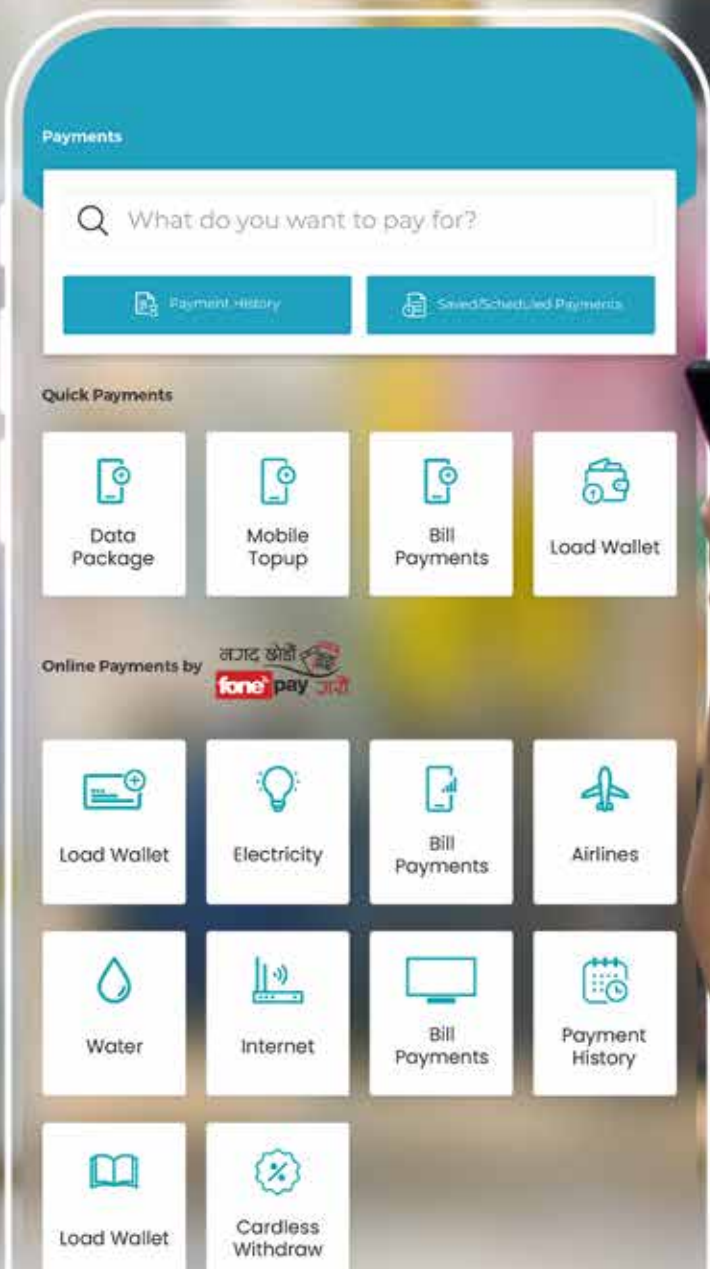 Payments
What do you want to pay for?
Payment History
Saved/Scheduled Payments
Quick Payments
Data
Package
Mobile
Topup
Bill
Payments
Load Wallet
Online Payments by
नगद छोडौं
fonepay गरौं
Load Wallet
Electricity
Bill
Payments
Airlines
Water
Internet
Bill
Payments
Payment
History
Load Wallet
Cardless
Withdraw